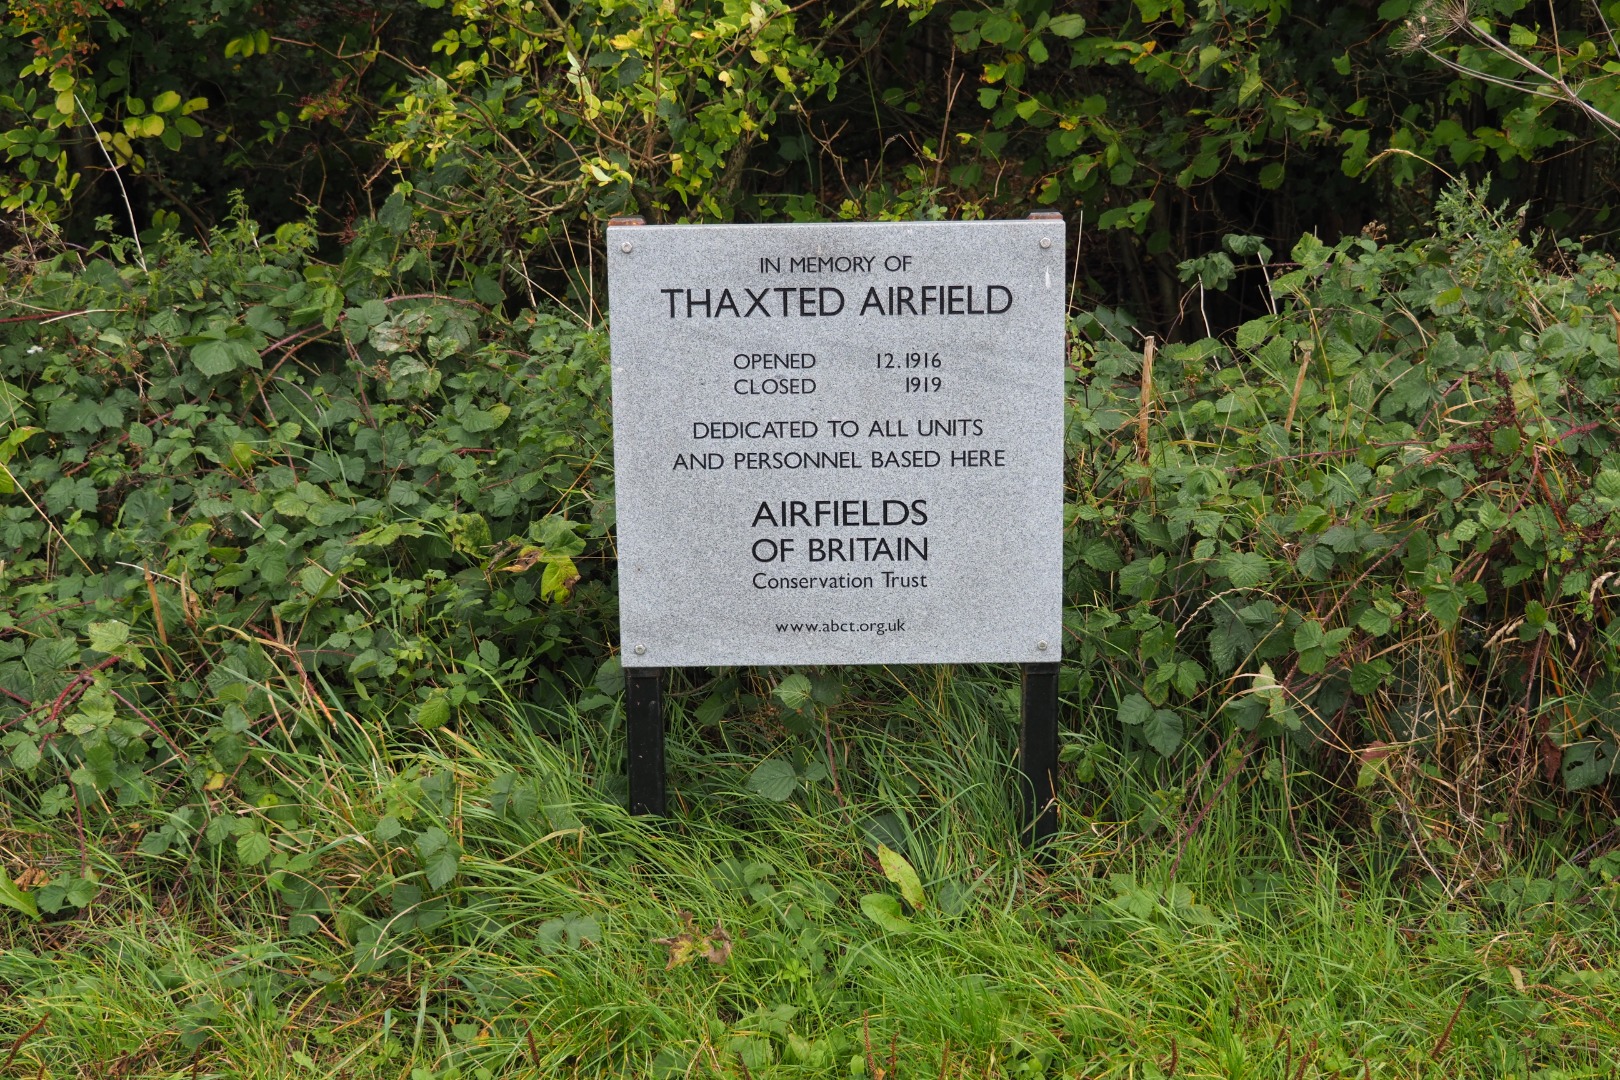 IN MEMORY OF
THAXTED AIRFIELD
OPENED 12.1916
CLOSED 1919
DEDICATED TO ALL UNITS
AND PERSONNEL BASED HERE
AIRFIELDS
OF BRITAIN
Conservation Trust
www.abct.org.uk